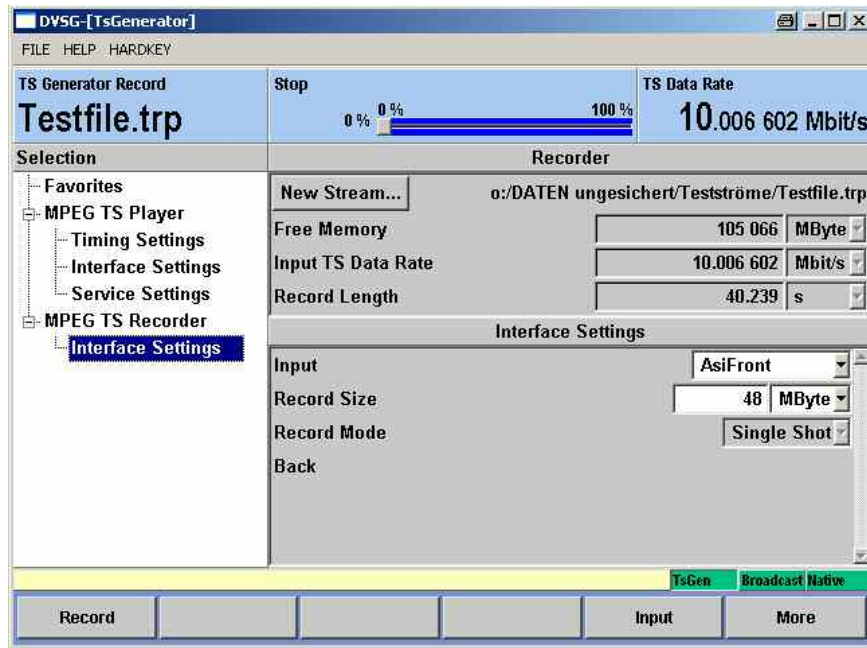 DVSG-[TsGenerator]
FILE HELP HARDKEY
TS Generator Record
Testfile.trp
Stop
0 %
0 %
100 %
TS Data Rate
10.006 602 Mbit/s
Selection
Favorites
MPEG TS Player
Timing Settings
Interface Settings
Service Settings
MPEG TS Recorder
Interface Settings
Recorder
New Stream... o:/DATEN ungesichert/Testströme/Testfile.trp
Free Memory 105 066 MByte
Input TS Data Rate 10.006 602 Mbit/s
Record Length 40.239 s
Interface Settings
Input AsiFront
Record Size 48 MByte
Record Mode Single Shot
Back
TsGen Broadcast Native
Record Input More